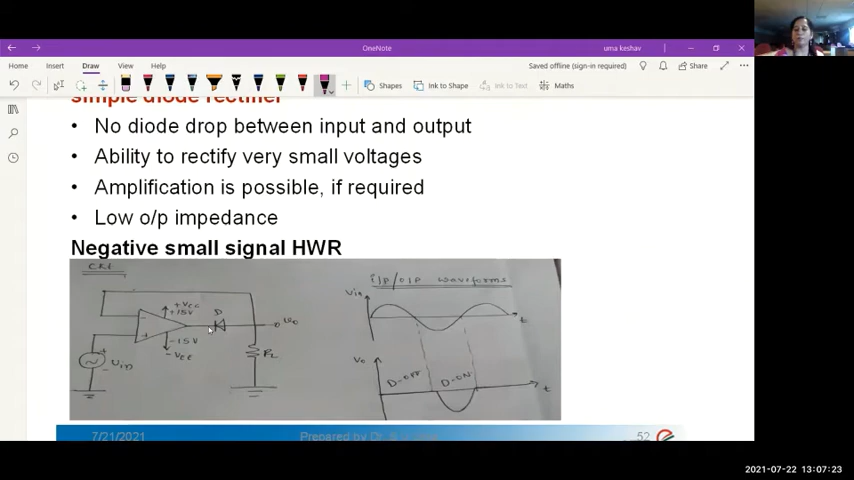 OneNote
uma keshav
Home Insert Draw View Help
Saved offline (sign-in required)
Share
Shapes Ink to Shape Ink to Text Maths
simple diode rectifier
• No diode drop between input and output
• Ability to rectify very small voltages
• Amplification is possible, if required
• Low o/p impedance
Negative small signal HWR
CKT
i/p/o/p waveforms
+VCC
+15V
D
Vin
t
- + υo
-15V
-VEE
RL
υin
+
-
Vo
D-OFF D-ON
t
7/21/2021 Prepared by Dr. 52
2021-07-22 13:07:23